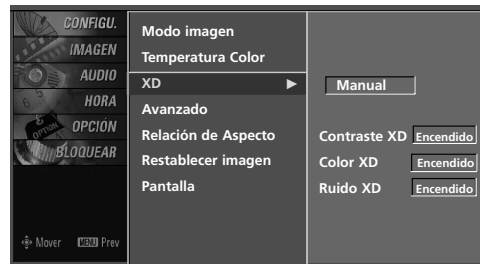 CONFIGU.
IMAGEN
AUDIO
HORA
OPCIÓN
BLOQUEAR
Mover MENU Prev
Modo imagen
Temperatura Color
XD ►
Avanzado
Relación de Aspecto
Restablecer imagen
Pantalla
Manual
Contraste XD Encendido
Color XD Encendido
Ruido XD Encendido